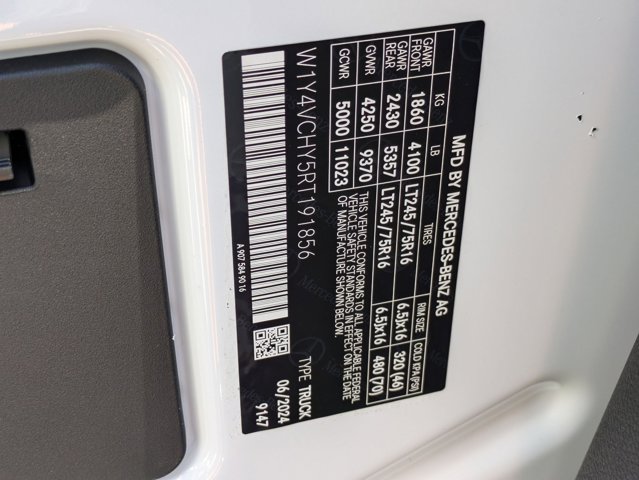 MFD BY MERCEDES-BENZ AG
KG LB TIRES RIM SIZE COLD KPA(PSI)
GAWR FRONT 1860 4100 LT245/75R16 6.5Jx16 320 (46)
GAWR REAR 2430 5357 LT245/75R16 6.5Jx16 480 (70)
GVWR 4250 9370
GCWR 5000 11023
THIS VEHICLE CONFORMS TO ALL APPLICABLE FEDERAL
VEHICLE SAFETY STANDARDS IN EFFECT ON THE DATE
OF MANUFACTURE SHOWN BELOW.
W1Y4VCHY5RT191856
TYPE TRUCK
06/2024
9147
A 907 584 90 16